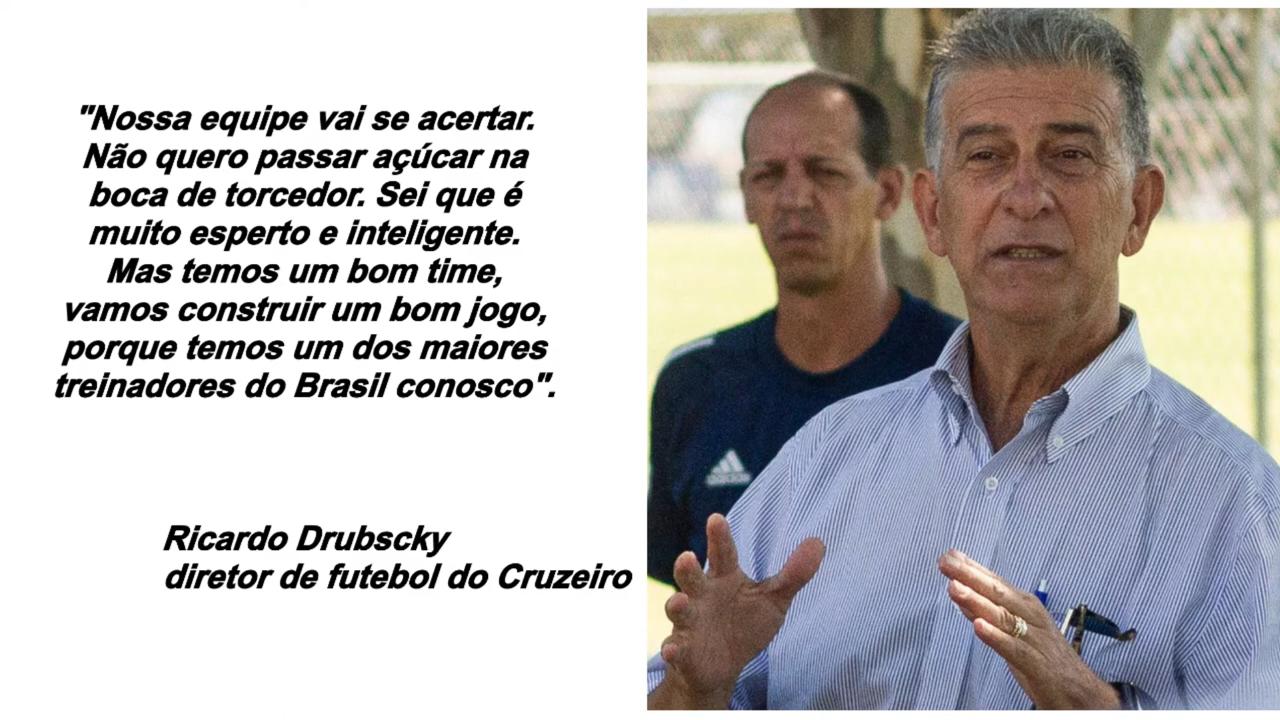 "Nossa equipe vai se acertar.
Não quero passar açúcar na
boca de torcedor. Sei que é
muito esperto e inteligente.
Mas temos um bom time,
vamos construir um bom jogo,
porque temos um dos maiores
treinadores do Brasil conosco".
Ricardo Drubscky
diretor de futebol do Cruzeiro
adidas